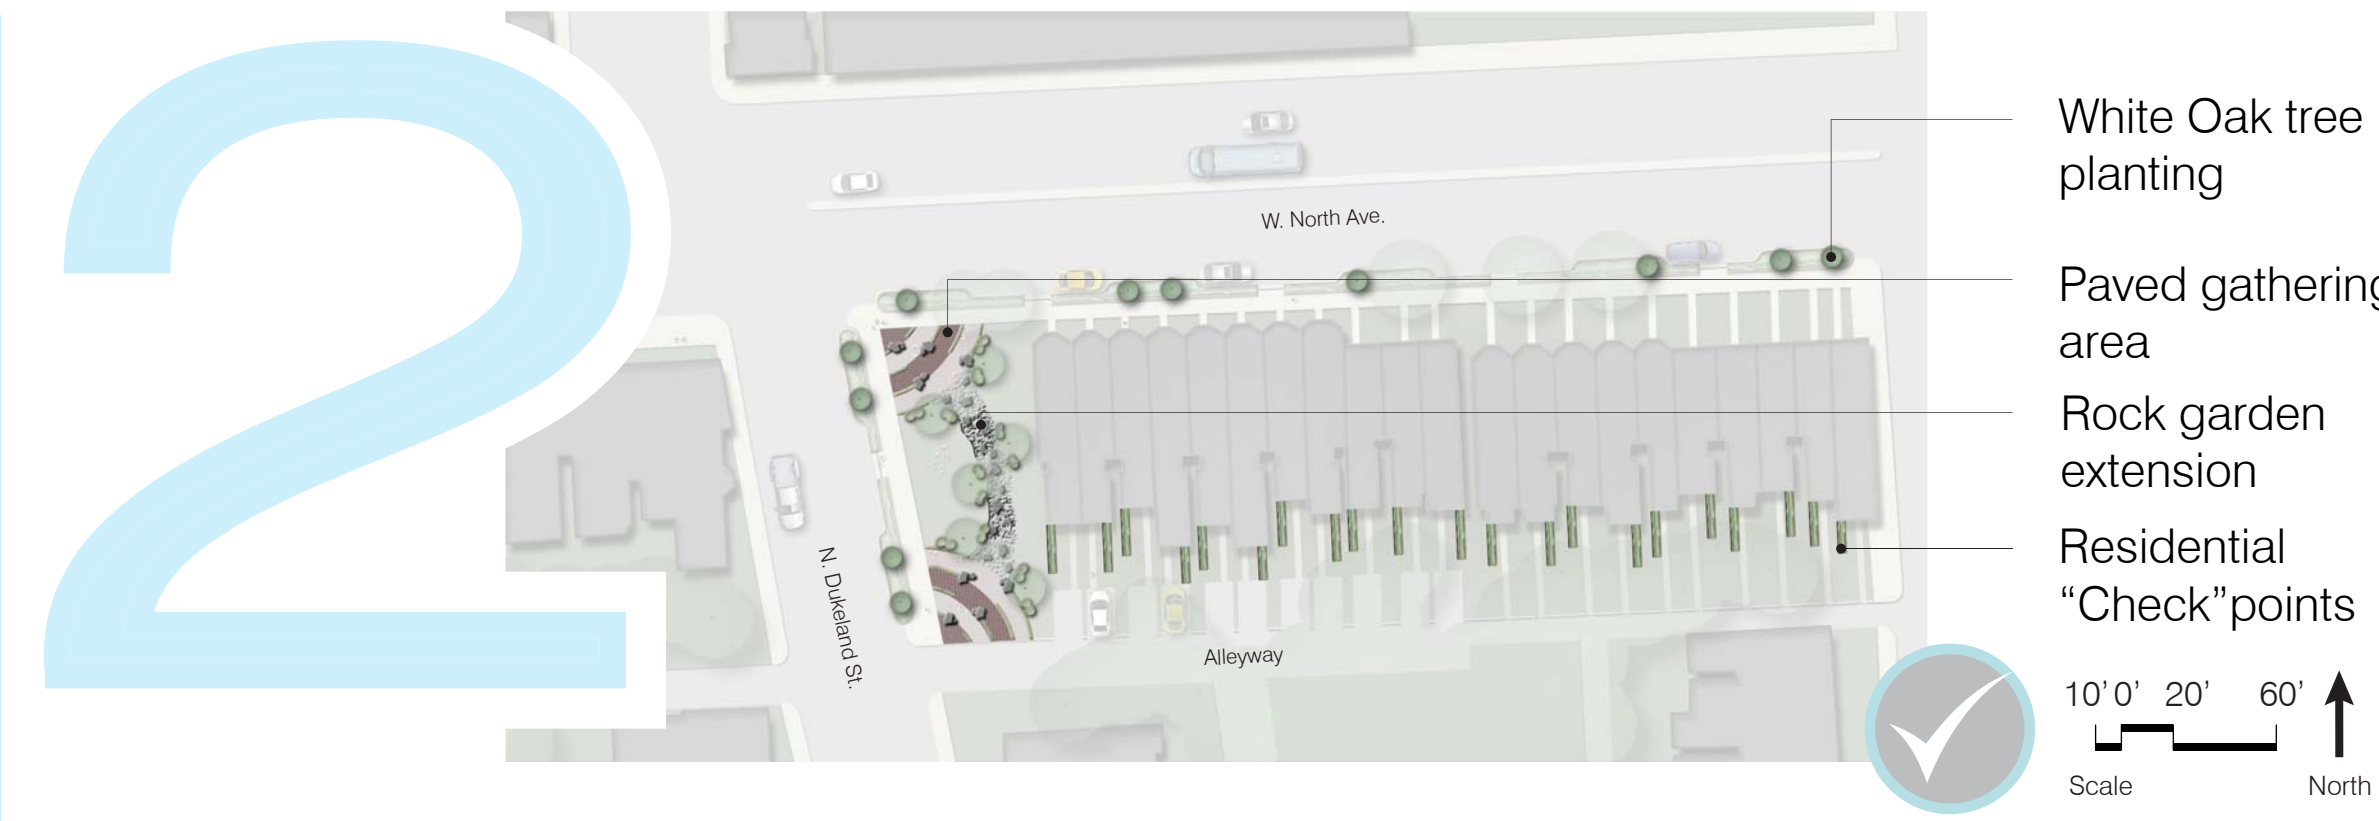 2
White Oak tree
planting
W. North Ave.
Paved gathering
area
Rock garden
extension
Residential
“Check”points
N. Dukeland St.
Alleyway
10’ 0’ 20’ 60’
Scale
North